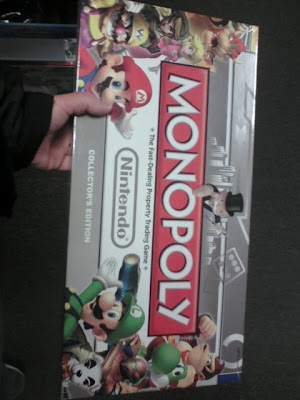 MONOPOLY
The Fast-Dealing Property Trading Game
Nintendo
COLLECTOR'S EDITION